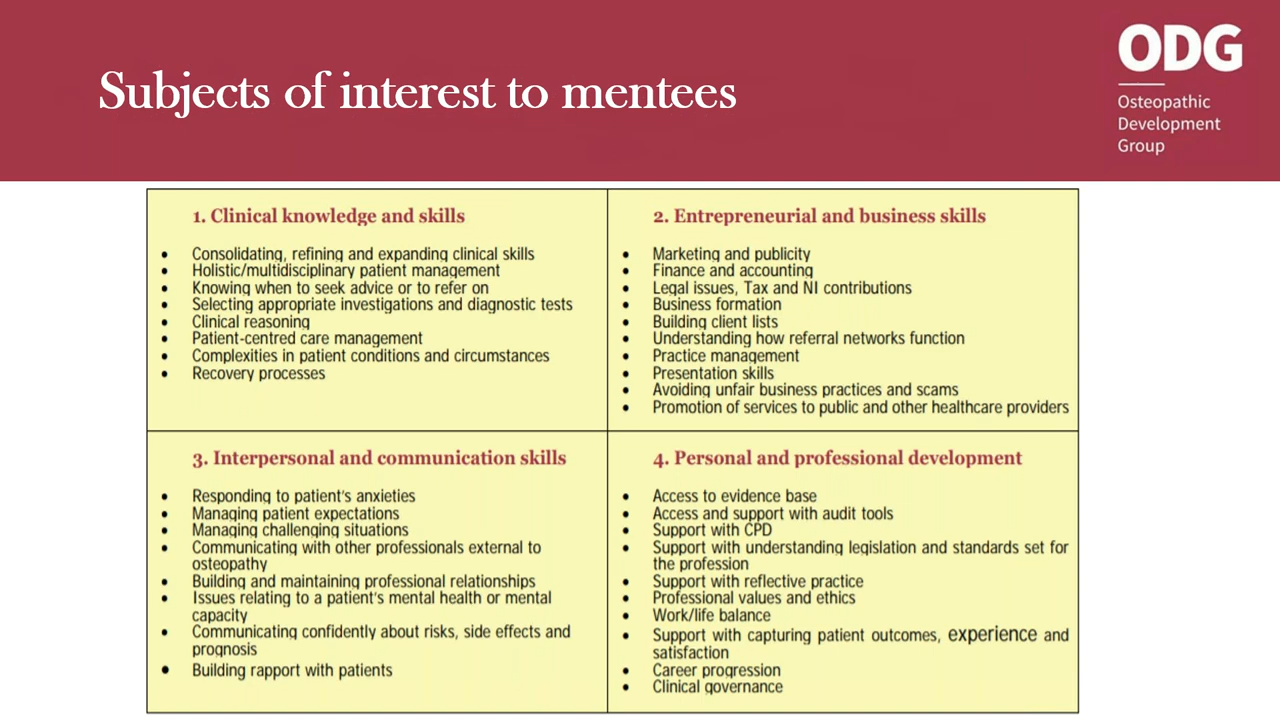 Subjects of interest to mentees
ODG
Osteopathic
Development
Group
1. Clinical knowledge and skills
• Consolidating, refining and expanding clinical skills
• Holistic/multidisciplinary patient management
• Knowing when to seek advice or to refer on
• Selecting appropriate investigations and diagnostic tests
• Clinical reasoning
• Patient-centred care management
• Complexities in patient conditions and circumstances
• Recovery processes
2. Entrepreneurial and business skills
• Marketing and publicity
• Finance and accounting
• Legal issues, Tax and NI contributions
• Business formation
• Building client lists
• Understanding how referral networks function
• Practice management
• Presentation skills
• Avoiding unfair business practices and scams
• Promotion of services to public and other healthcare providers
3. Interpersonal and communication skills
• Responding to patient's anxieties
• Managing patient expectations
• Managing challenging situations
• Communicating with other professionals external to
osteopathy
• Building and maintaining professional relationships
• Issues relating to a patient's mental health or mental
capacity
• Communicating confidently about risks, side effects and
prognosis
• Building rapport with patients
4. Personal and professional development
• Access to evidence base
• Access and support with audit tools
• Support with CPD
• Support with understanding legislation and standards set for
the profession
• Support with reflective practice
• Professional values and ethics
• Work/life balance
• Support with capturing patient outcomes, experience and
satisfaction
• Career progression
• Clinical governance